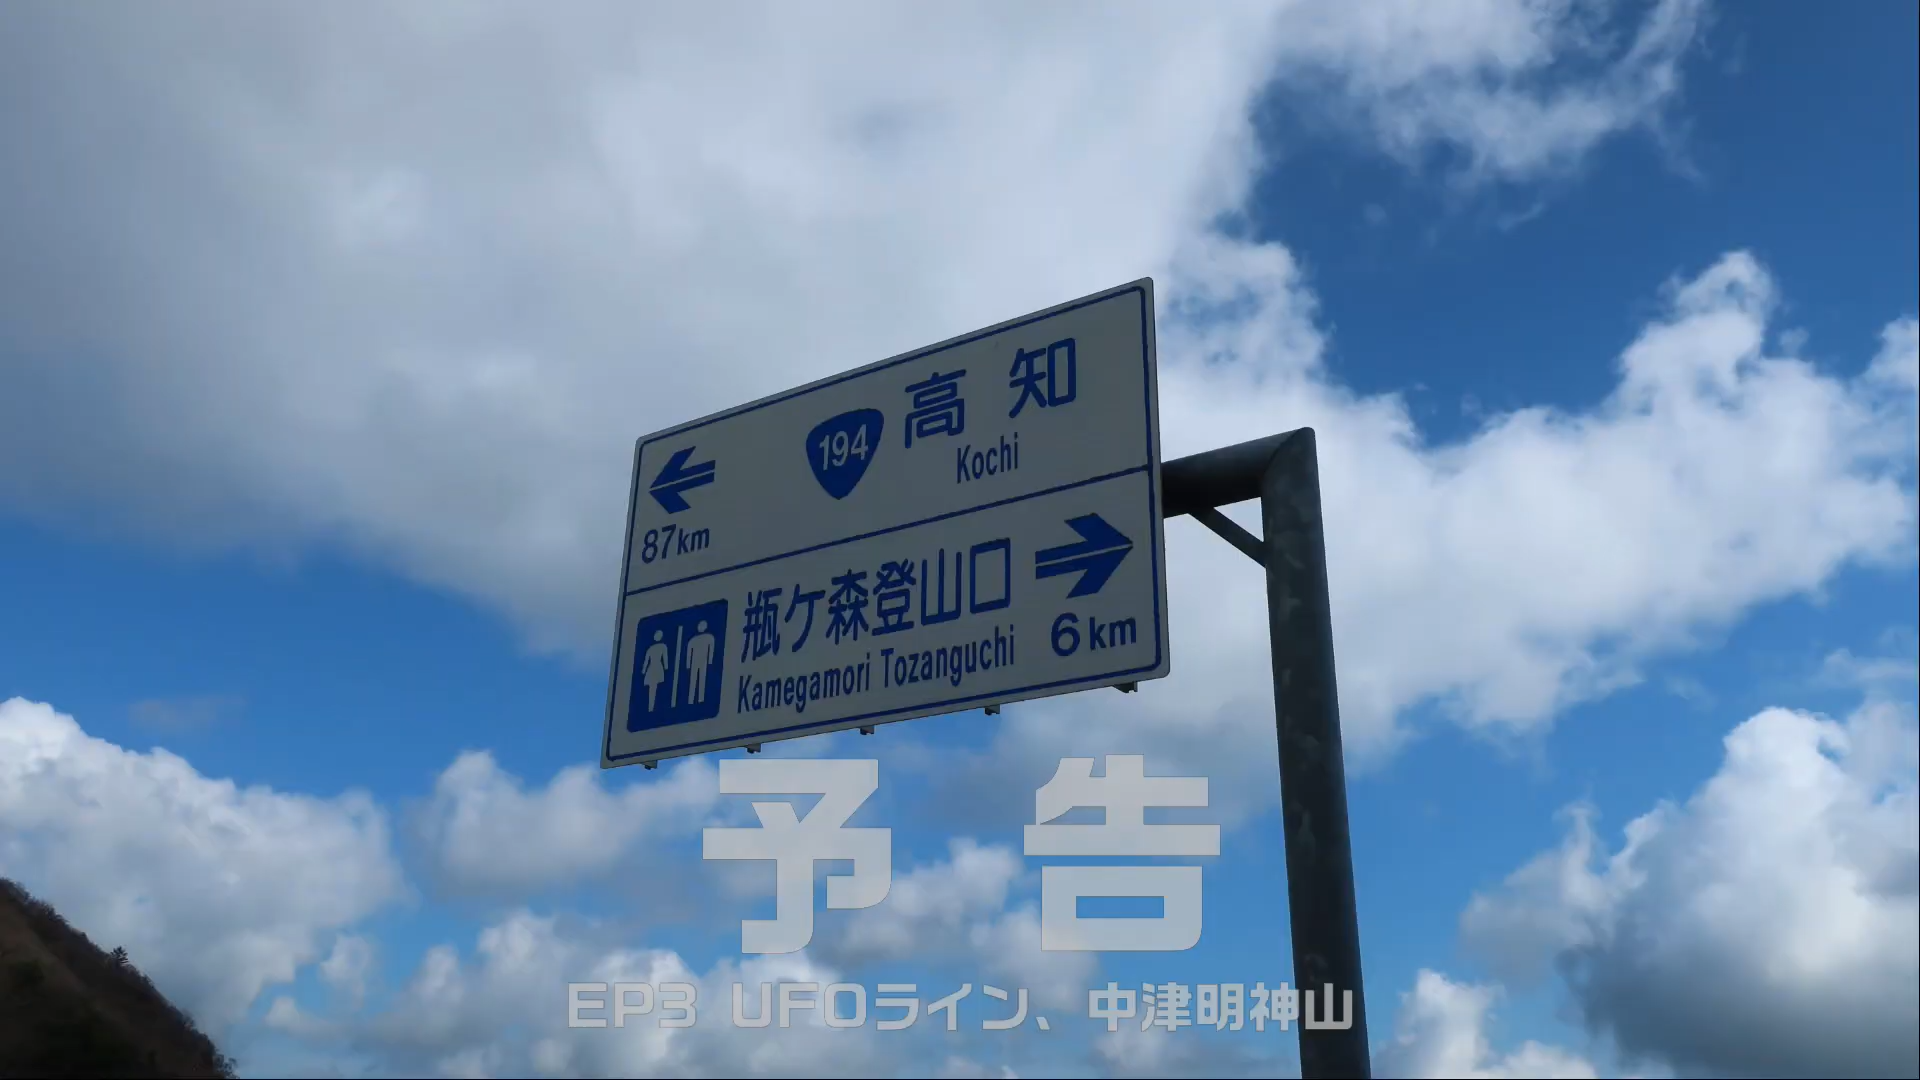 194 高知
Kochi
87km
瓶ケ森登山口
Kamegamori Tozanguchi
6km
予告
EP3 UFOライン、中津明神山